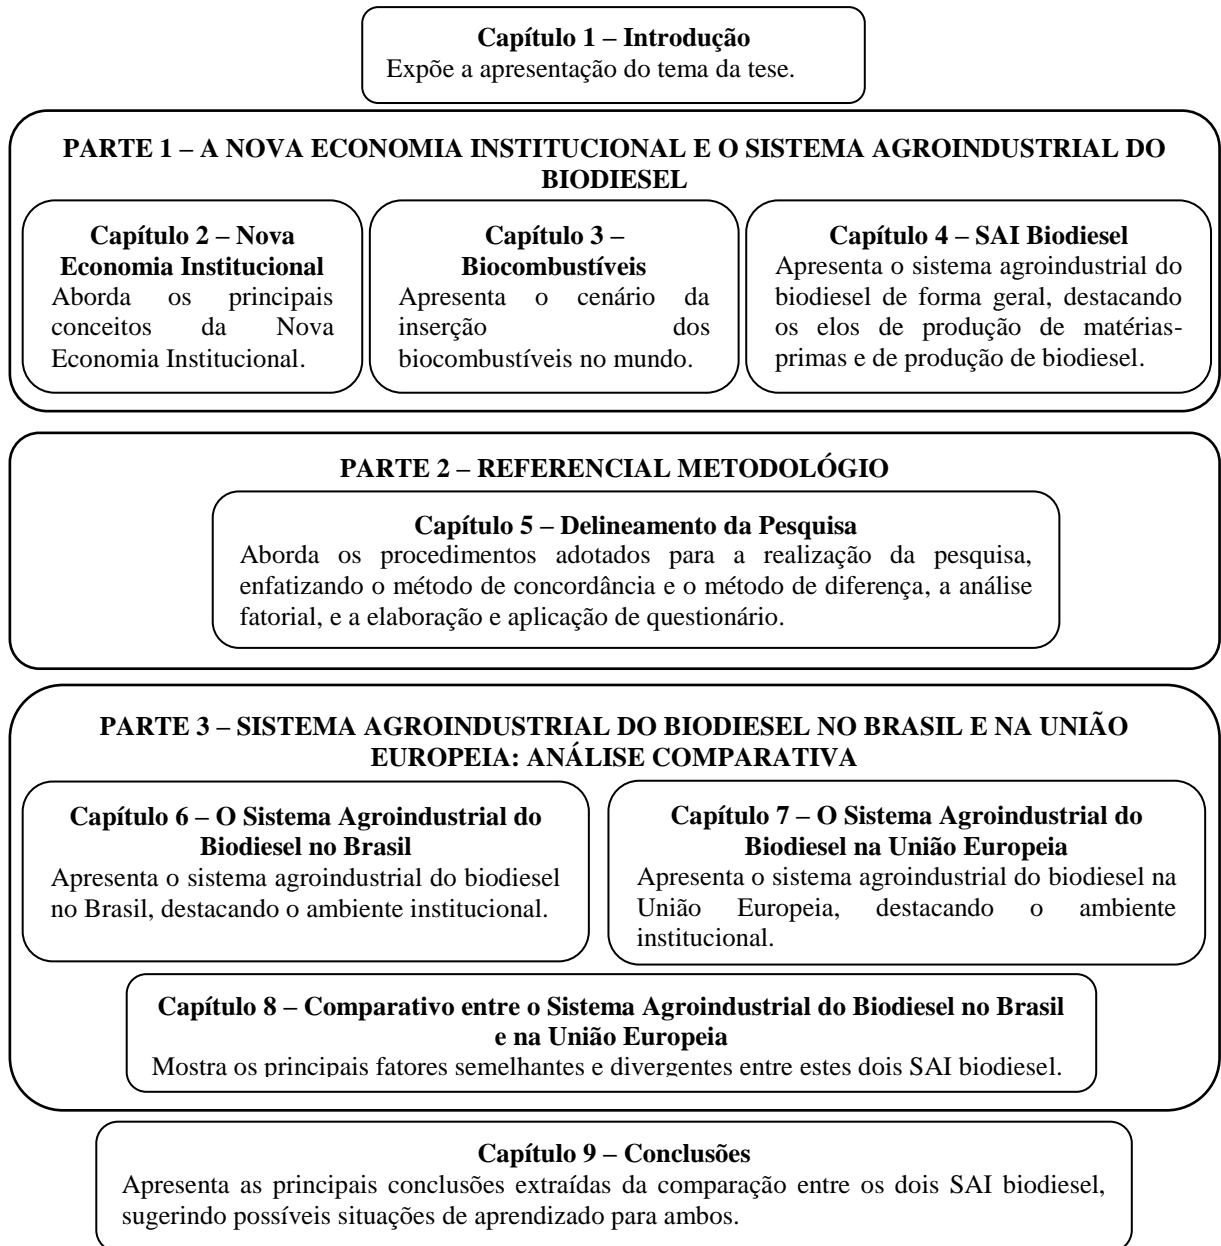 Capítulo 1 – Introdução
Expõe a apresentação do tema da tese.
PARTE 1 – A NOVA ECONOMIA INSTITUCIONAL E O SISTEMA AGROINDUSTRIAL DO
BIODIESEL
Capítulo 2 – Nova
Economia Institucional
Aborda os principais
conceitos da Nova
Economia Institucional.
Capítulo 3 –
Biocombustíveis
Apresenta o cenário da
inserção dos
biocombustíveis no mundo.
Capítulo 4 – SAI Biodiesel
Apresenta o sistema agroindustrial do
biodiesel de forma geral, destacando
os elos de produção de matérias-
primas e de produção de biodiesel.
PARTE 2 – REFERENCIAL METODOLÓGIO
Capítulo 5 – Delineamento da Pesquisa
Aborda os procedimentos adotados para a realização da pesquisa,
enfatizando o método de concordância e o método de diferença, a análise
fatorial, e a elaboração e aplicação de questionário.
PARTE 3 – SISTEMA AGROINDUSTRIAL DO BIODIESEL NO BRASIL E NA UNIÃO
EUROPEIA: ANÁLISE COMPARATIVA
Capítulo 6 – O Sistema Agroindustrial do
Biodiesel no Brasil
Apresenta o sistema agroindustrial do biodiesel
no Brasil, destacando o ambiente institucional.
Capítulo 7 – O Sistema Agroindustrial do
Biodiesel na União Europeia
Apresenta o sistema agroindustrial do biodiesel na
União Europeia, destacando o ambiente
institucional.
Capítulo 8 – Comparativo entre o Sistema Agroindustrial do Biodiesel no Brasil
e na União Europeia
Mostra os principais fatores semelhantes e divergentes entre estes dois SAI biodiesel.
Capítulo 9 – Conclusões
Apresenta as principais conclusões extraídas da comparação entre os dois SAI biodiesel,
sugerindo possíveis situações de aprendizado para ambos.